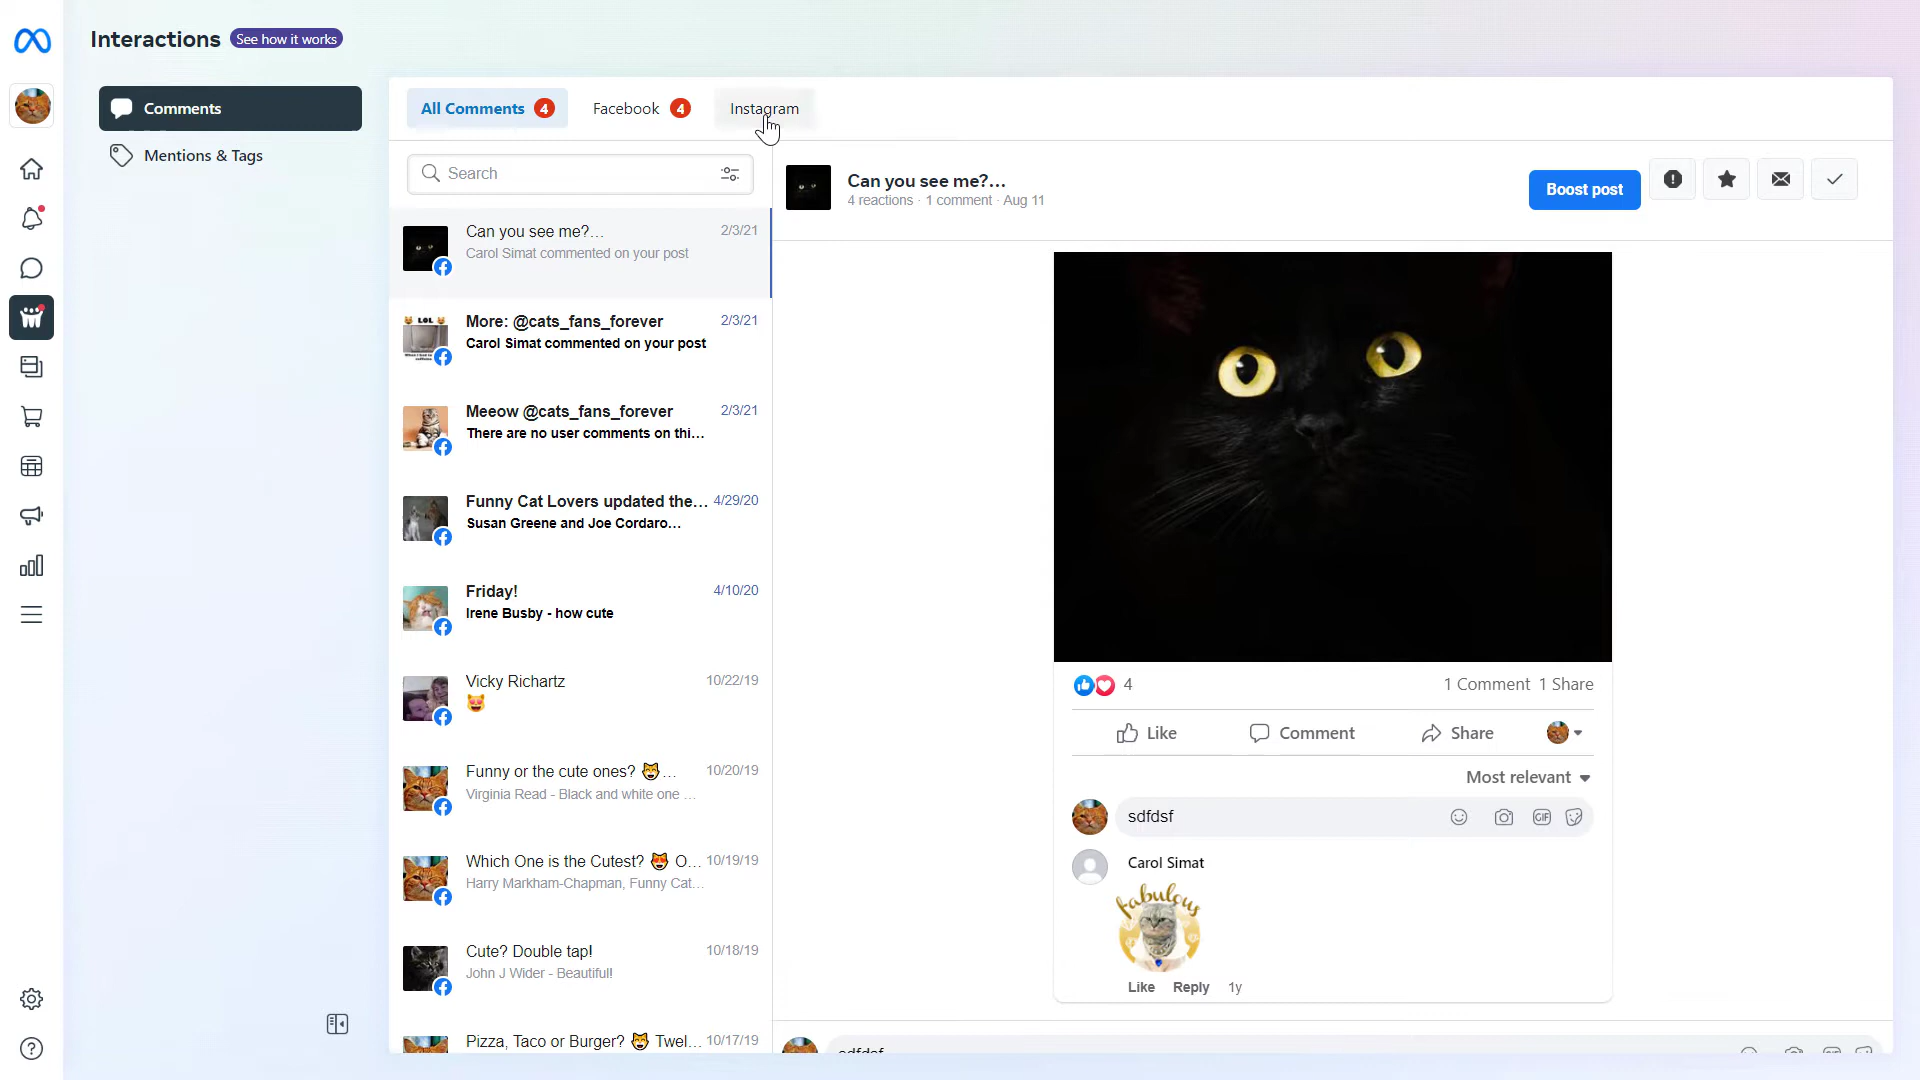 Interactions See how it works
Comments
Mentions & Tags
All Comments 4 Facebook 4 Instagram
Search
Can you see me?... 2/3/21
Carol Simat commented on your post
LOL
More: @cats_fans_forever 2/3/21
Carol Simat commented on your post
Meeow @cats_fans_forever 2/3/21
There are no user comments on thi...
Funny Cat Lovers updated the... 4/29/20
Susan Greene and Joe Cordaro...
Friday! 4/10/20
Irene Busby - how cute
Vicky Richartz 10/22/19
😻
Funny or the cute ones? 😸... 10/20/19
Virginia Read - Black and white one ...
Which One is the Cutest? 😻 O... 10/19/19
Harry Markham-Chapman, Funny Cat...
Cute? Double tap! 10/18/19
John J Wider - Beautiful!
Pizza, Taco or Burger? 😸 Twel... 10/17/19
Can you see me?...
4 reactions · 1 comment · Aug 11
Boost post
4 1 Comment 1 Share
Like Comment Share
Most relevant
sdfdsf GIF
Carol Simat
fabulous
Like Reply 1y
sdfdsf